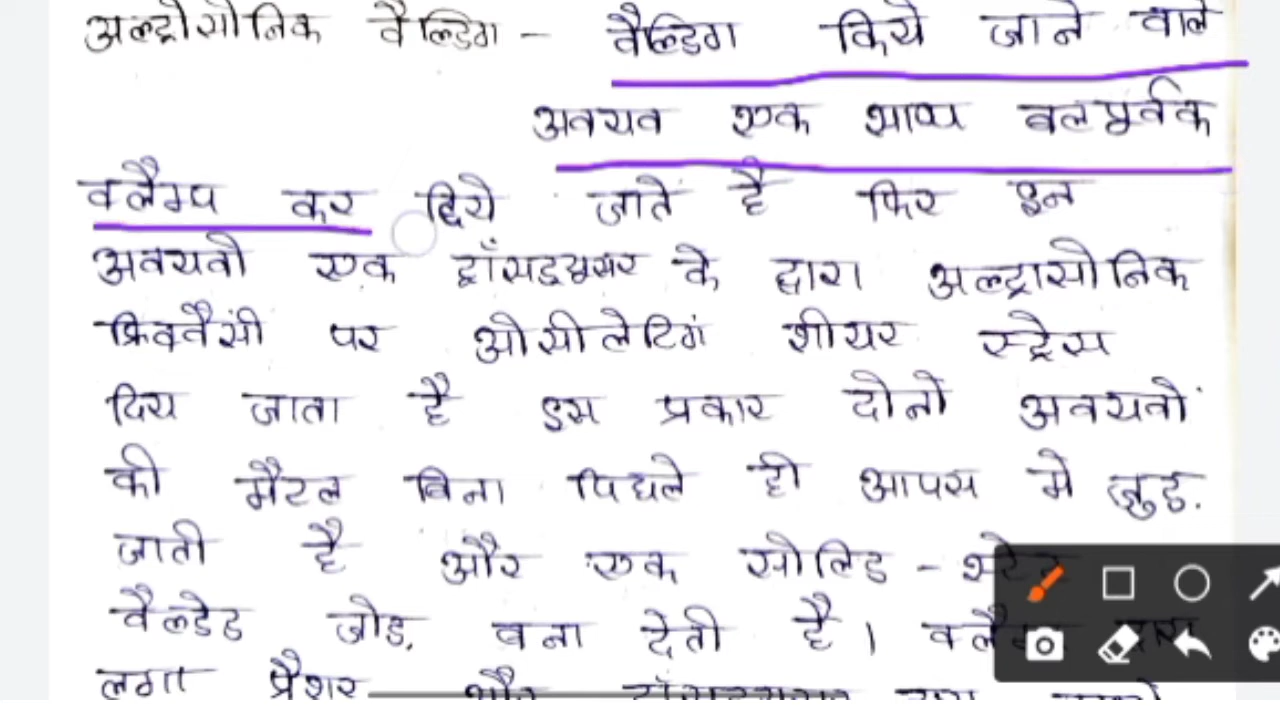 अल्ट्रोसोनिक वैल्डिग - वैल्डिग किये जाने वाले
अवयव एक साथ बलपूर्वक
क्लैम्प कर दिये जाते है फिर इन
अवयवो एक ट्राँसड्यूसर के द्वारा अल्ट्रासोनिक
फ्रिक्वैंसी पर ओसीलेटिगं शीयर स्ट्रेस
दिय जाता है इस प्रकार दोनो अवयवों
की मैटल बिना पिघले ही आपस मे जुड़
जाती है और एक सोलिड - स्टेट
वैल्डेड जोड़ बना देती है। क्लैम्प द्वारा
लगा प्रैशर और